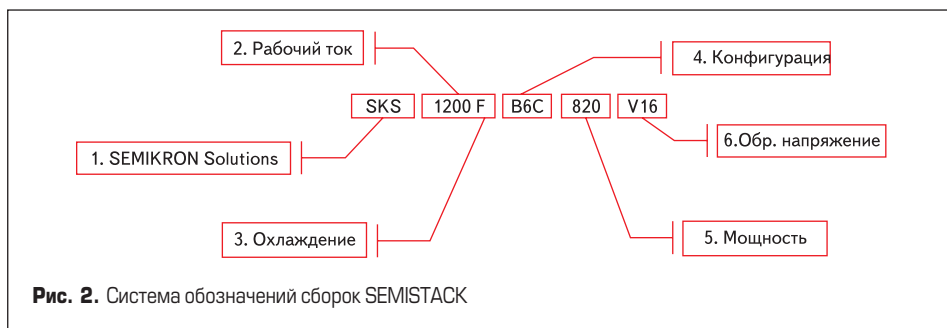 2. Рабочий ток
4. Конфигурация
SKS 1200 F B6C 820 V16
1. SEMIKRON Solutions
6.Обр. напряжение
3. Охлаждение
5. Мощность
Рис. 2. Система обозначений сборок SEMISTACK